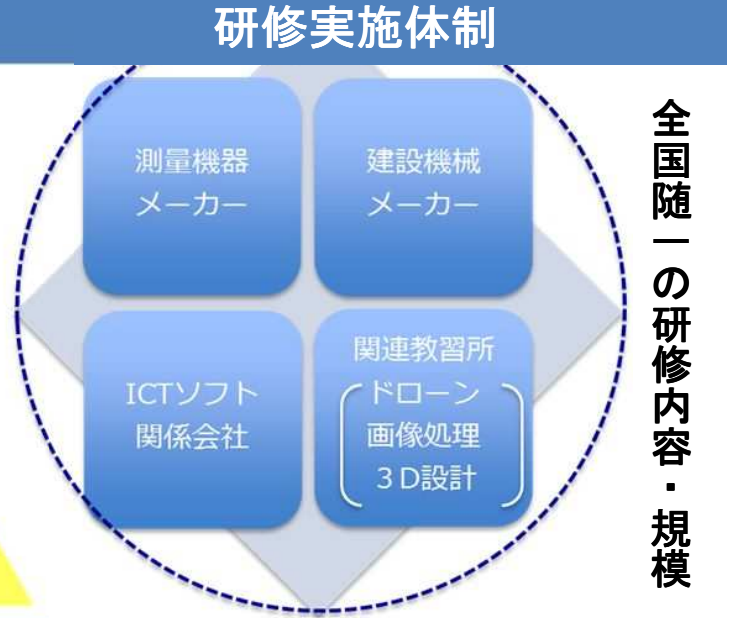 研修実施体制
測量機器
メーカー
建設機械
メーカー
ICTソフト
関係会社
関連教習所
ドローン
画像処理
３Ｄ設計
全国随一の研修内容・規模